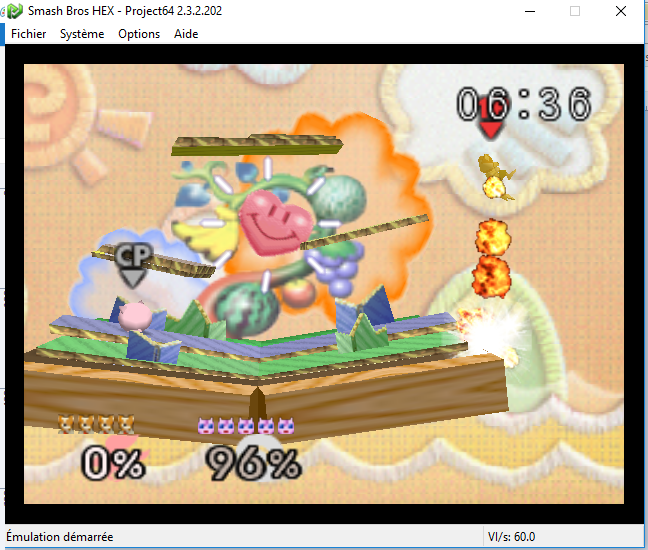 Smash Bros HEX - Project64 2.3.2.202
Fichier Système Options Aide
06:36
CP
0% 96%
Émulation démarrée VI/s: 60.0